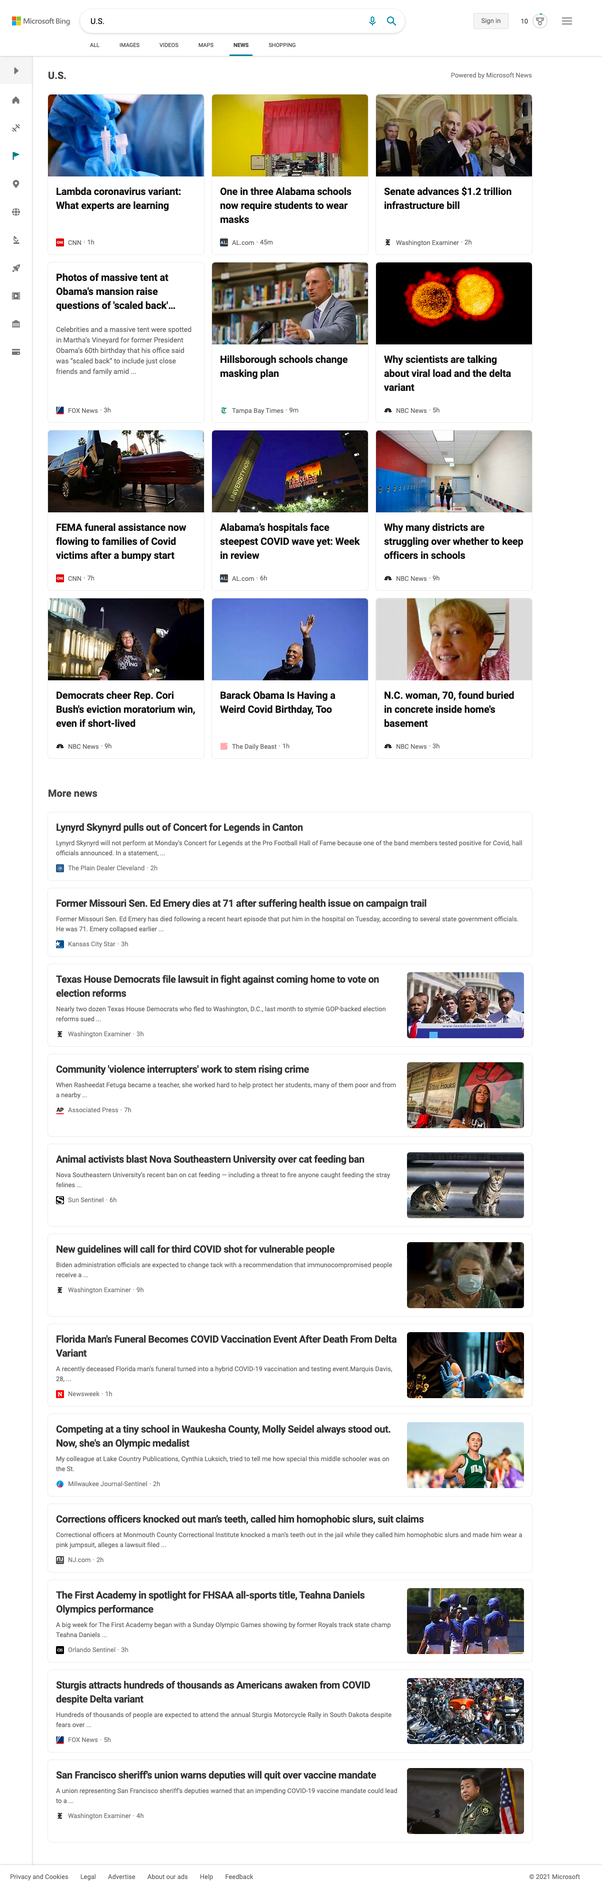 Microsoft Bing
U.S.
Sign in
10
ALL
IMAGES
VIDEOS
MAPS
NEWS
SHOPPING
U.S.
Powered by Microsoft News
Lambda coronavirus variant:
What experts are learning
CNN · 1h
One in three Alabama schools
now require students to wear
masks
AL.com · 45m
Senate advances $1.2 trillion
infrastructure bill
Washington Examiner · 2h
Photos of massive tent at
Obama's mansion raise
questions of 'scaled back'...
Celebrities and a massive tent were spotted
in Martha's Vineyard for former President
Obama's 60th birthday that his office said
was "scaled back" to include just close
friends and family amid ...
FOX News · 3h
Hillsborough schools change
masking plan
Tampa Bay Times · 9m
Why scientists are talking
about viral load and the delta
variant
NBC News · 5h
FEMA funeral assistance now
flowing to families of Covid
victims after a bumpy start
CNN · 7h
UNIVERSITY HOSP
Alabama's hospitals face
steepest COVID wave yet: Week
in review
AL.com · 6h
Why many districts are
struggling over whether to keep
officers in schools
NBC News · 9h
Democrats cheer Rep. Cori
Bush's eviction moratorium win,
even if short-lived
NBC News · 9h
Barack Obama Is Having a
Weird Covid Birthday, Too
The Daily Beast · 1h
N.C. woman, 70, found buried
in concrete inside home's
basement
NBC News · 3h
More news
Lynyrd Skynyrd pulls out of Concert for Legends in Canton
Lynyrd Skynyrd will not perform at Monday's Concert for Legends at the Pro Football Hall of Fame because one of the band members tested positive for Covid, hall
officials announced. In a statement, ...
The Plain Dealer Cleveland · 2h
Former Missouri Sen. Ed Emery dies at 71 after suffering health issue on campaign trail
Former Missouri Sen. Ed Emery has died following a recent heart episode that put him in the hospital on Tuesday, according to several state government officials.
He was 71. Emery collapsed earlier ...
Kansas City Star · 3h
Texas House Democrats file lawsuit in fight against coming home to vote on
election reforms
Nearly two dozen Texas House Democrats who fled to Washington, D.C., last month to stymie GOP-backed election
reforms sued ...
Washington Examiner · 3h
Community 'violence interrupters' work to stem rising crime
When Rasheedat Fetuga became a teacher, she worked hard to help protect her students, many of them poor and from
a nearby ...
AP Associated Press · 7h
Animal activists blast Nova Southeastern University over cat feeding ban
Nova Southeastern University's recent ban on cat feeding — including a threat to fire anyone caught feeding the stray
felines ...
Sun Sentinel · 6h
New guidelines will call for third COVID shot for vulnerable people
Biden administration officials are expected to change tack with a recommendation that immunocompromised people
receive a ...
Washington Examiner · 9h
Florida Man's Funeral Becomes COVID Vaccination Event After Death From Delta
Variant
A recently deceased Florida man's funeral turned into a hybrid COVID-19 vaccination and testing event.Marquis Davis,
28,...
Newsweek · 1h
Competing at a tiny school in Waukesha County, Molly Seidel always stood out.
Now, she's an Olympic medalist
My colleague at Lake Country Publications, Cynthia Luksich, tried to tell me how special this middle schooler was on
the St.
Milwaukee Journal-Sentinel · 2h
Corrections officers knocked out man's teeth, called him homophobic slurs, suit claims
Correctional officers at Monmouth County Correctional Institute knocked a man's teeth out in the jail while they called him homophobic slurs and made him wear a
pink jumpsuit, alleges a lawsuit filed ...
NJ.com · 2h
The First Academy in spotlight for FHSAA all-sports title, Teahna Daniels
Olympics performance
A big week for The First Academy began with a Sunday Olympic Games showing by former Royals track state champ
Teahna Daniels ...
Orlando Sentinel · 3h
Sturgis attracts hundreds of thousands as Americans awaken from COVID
despite Delta variant
Hundreds of thousands of people are expected to attend the annual Sturgis Motorcycle Rally in South Dakota despite
fears over ...
FOX News · 5h
San Francisco sheriff's union warns deputies will quit over vaccine mandate
A union representing San Francisco sheriff's deputies warned that an impending COVID-19 vaccine mandate could lead
to a ...
Washington Examiner · 4h
Privacy and Cookies
Legal
Advertise
About our ads
Help
Feedback
© 2021 Microsoft